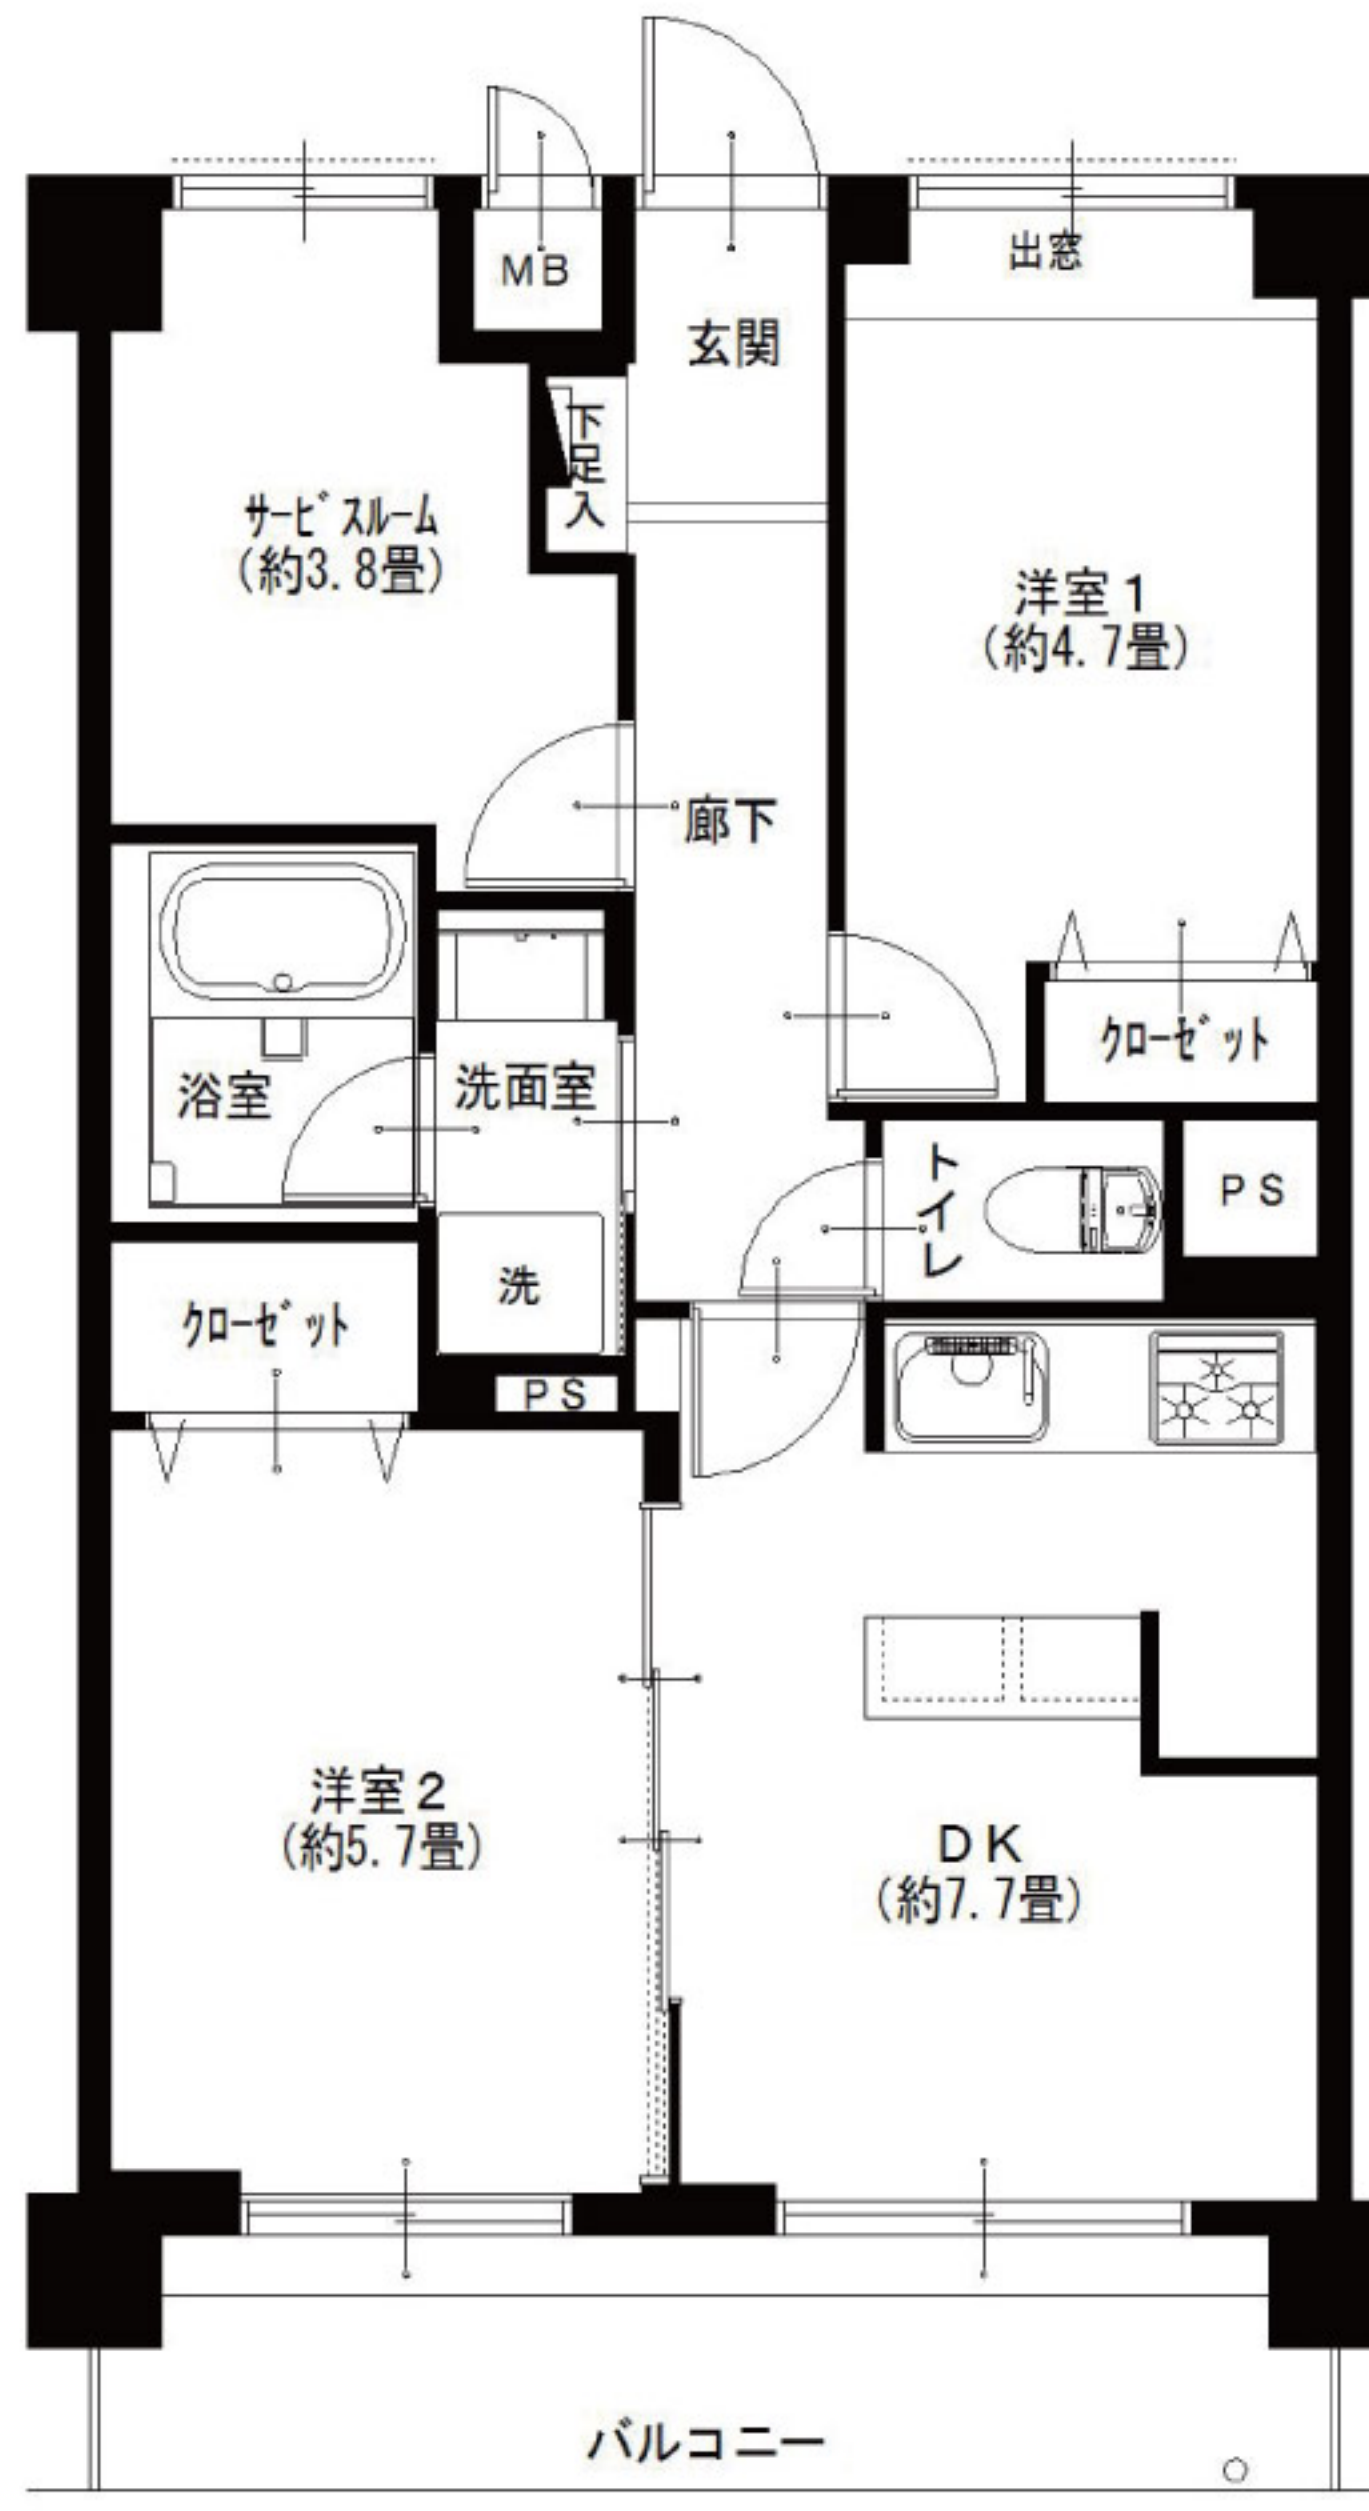 MB
出窓
玄関
下足入
サービスルーム
(約3.8畳)
洋室1
(約4.7畳)
廊下
クローゼット
浴室
洗面室
トイレ
PS
洗
クローゼット
PS
洋室2
(約5.7畳)
DK
(約7.7畳)
バルコニー